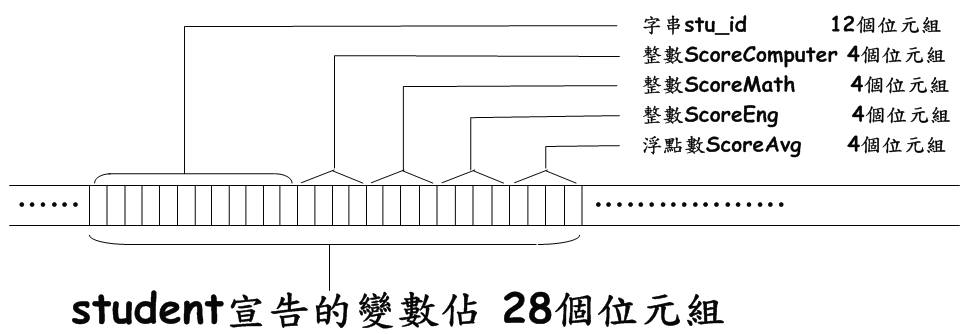 字串stu_id 12個位元組
整數ScoreComputer 4個位元組
整數ScoreMath 4個位元組
整數ScoreEng 4個位元組
浮點數ScoreAvg 4個位元組
student宣告的變數佔 28個位元組